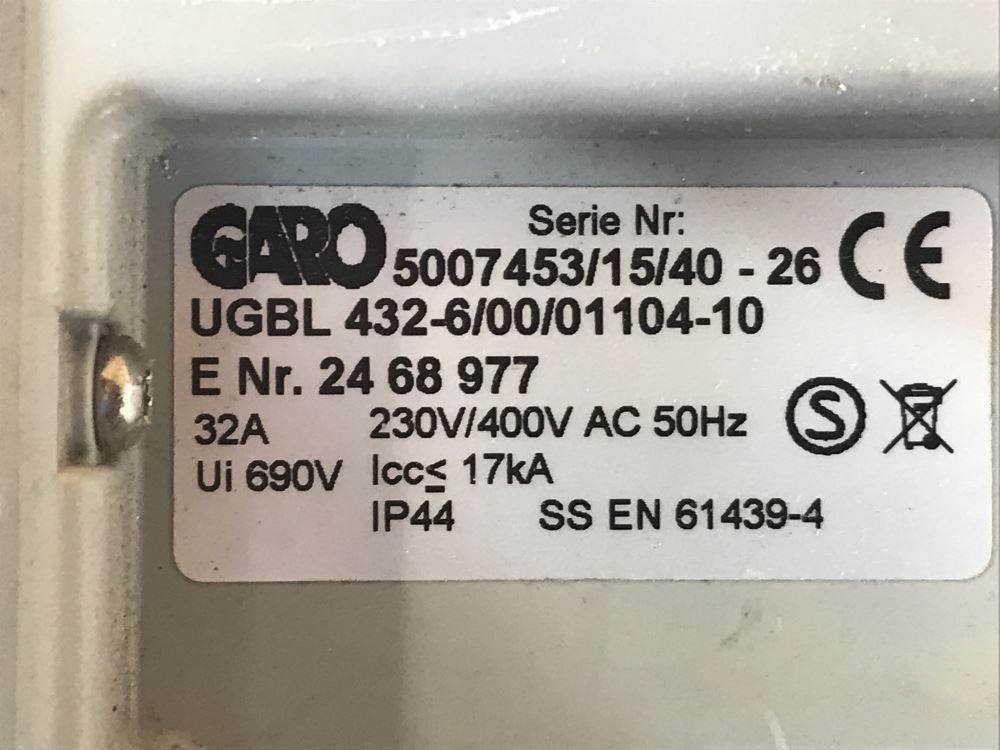 GARO Serie Nr: CE
5007453/15/40 - 26
UGBL 432-6/00/01104-10
E Nr. 24 68 977
32A 230V/400V AC 50Hz S
Ui 690V Icc≤ 17kA
IP44 SS EN 61439-4